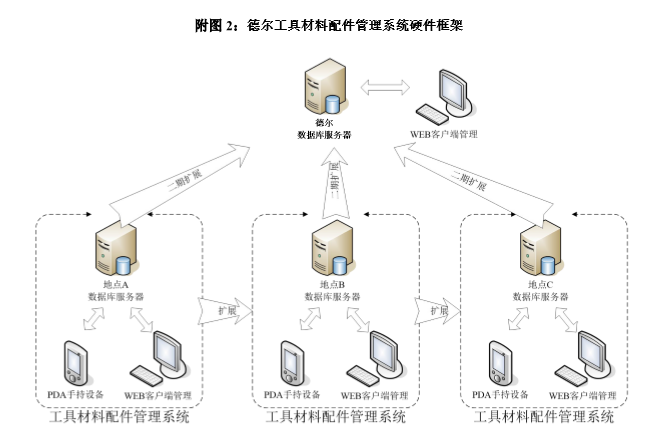 附图 2：德尔工具材料配件管理系统硬件框架
德尔
数据库服务器
WEB客户端管理
二期扩展
二期扩展
二期扩展
地点A
数据库服务器
地点B
数据库服务器
地点C
数据库服务器
扩展
扩展
PDA手持设备
WEB客户端管理
PDA手持设备
WEB客户端管理
PDA手持设备
WEB客户端管理
工具材料配件管理系统
工具材料配件管理系统
工具材料配件管理系统